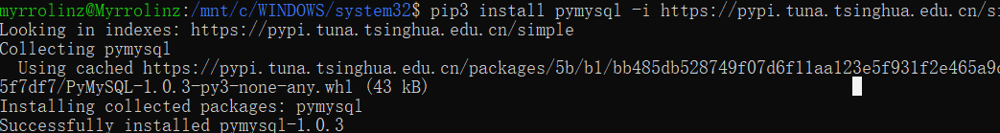 myrrolinz@Myrrolinz:/mnt/c/WINDOWS/system32$ pip3 install pymysql -i https://pypi.tuna.tsinghua.edu.cn/si
Looking in indexes: https://pypi.tuna.tsinghua.edu.cn/simple
Collecting pymysql
  Using cached https://pypi.tuna.tsinghua.edu.cn/packages/5b/b1/bb485db528749f07d6f11aa123e5f931f2e465a9c
5f7df7/PyMySQL-1.0.3-py3-none-any.whl (43 kB)
Installing collected packages: pymysql
Successfully installed pymysql-1.0.3